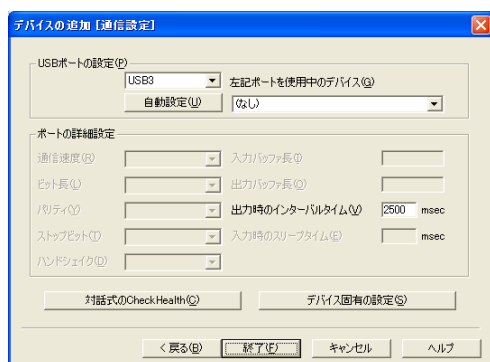 デバイスの追加 [通信設定]
USBポートの設定(P)
USB3
左記ポートを使用中のデバイス(G)
自動設定(U)
(なし)
ポートの詳細設定
通信速度(R)
入力バッファ長(I)
ビット長(L)
出力バッファ長(O)
パリティ(Y)
出力時のインターバルタイム(V)
2500
msec
ストップビット(T)
入力時のスリープタイム(E)
msec
ハンドシェイク(D)
対話式のCheckHealth(C)
デバイス固有の設定(S)
< 戻る(B)
終了(F)
キャンセル
ヘルプ